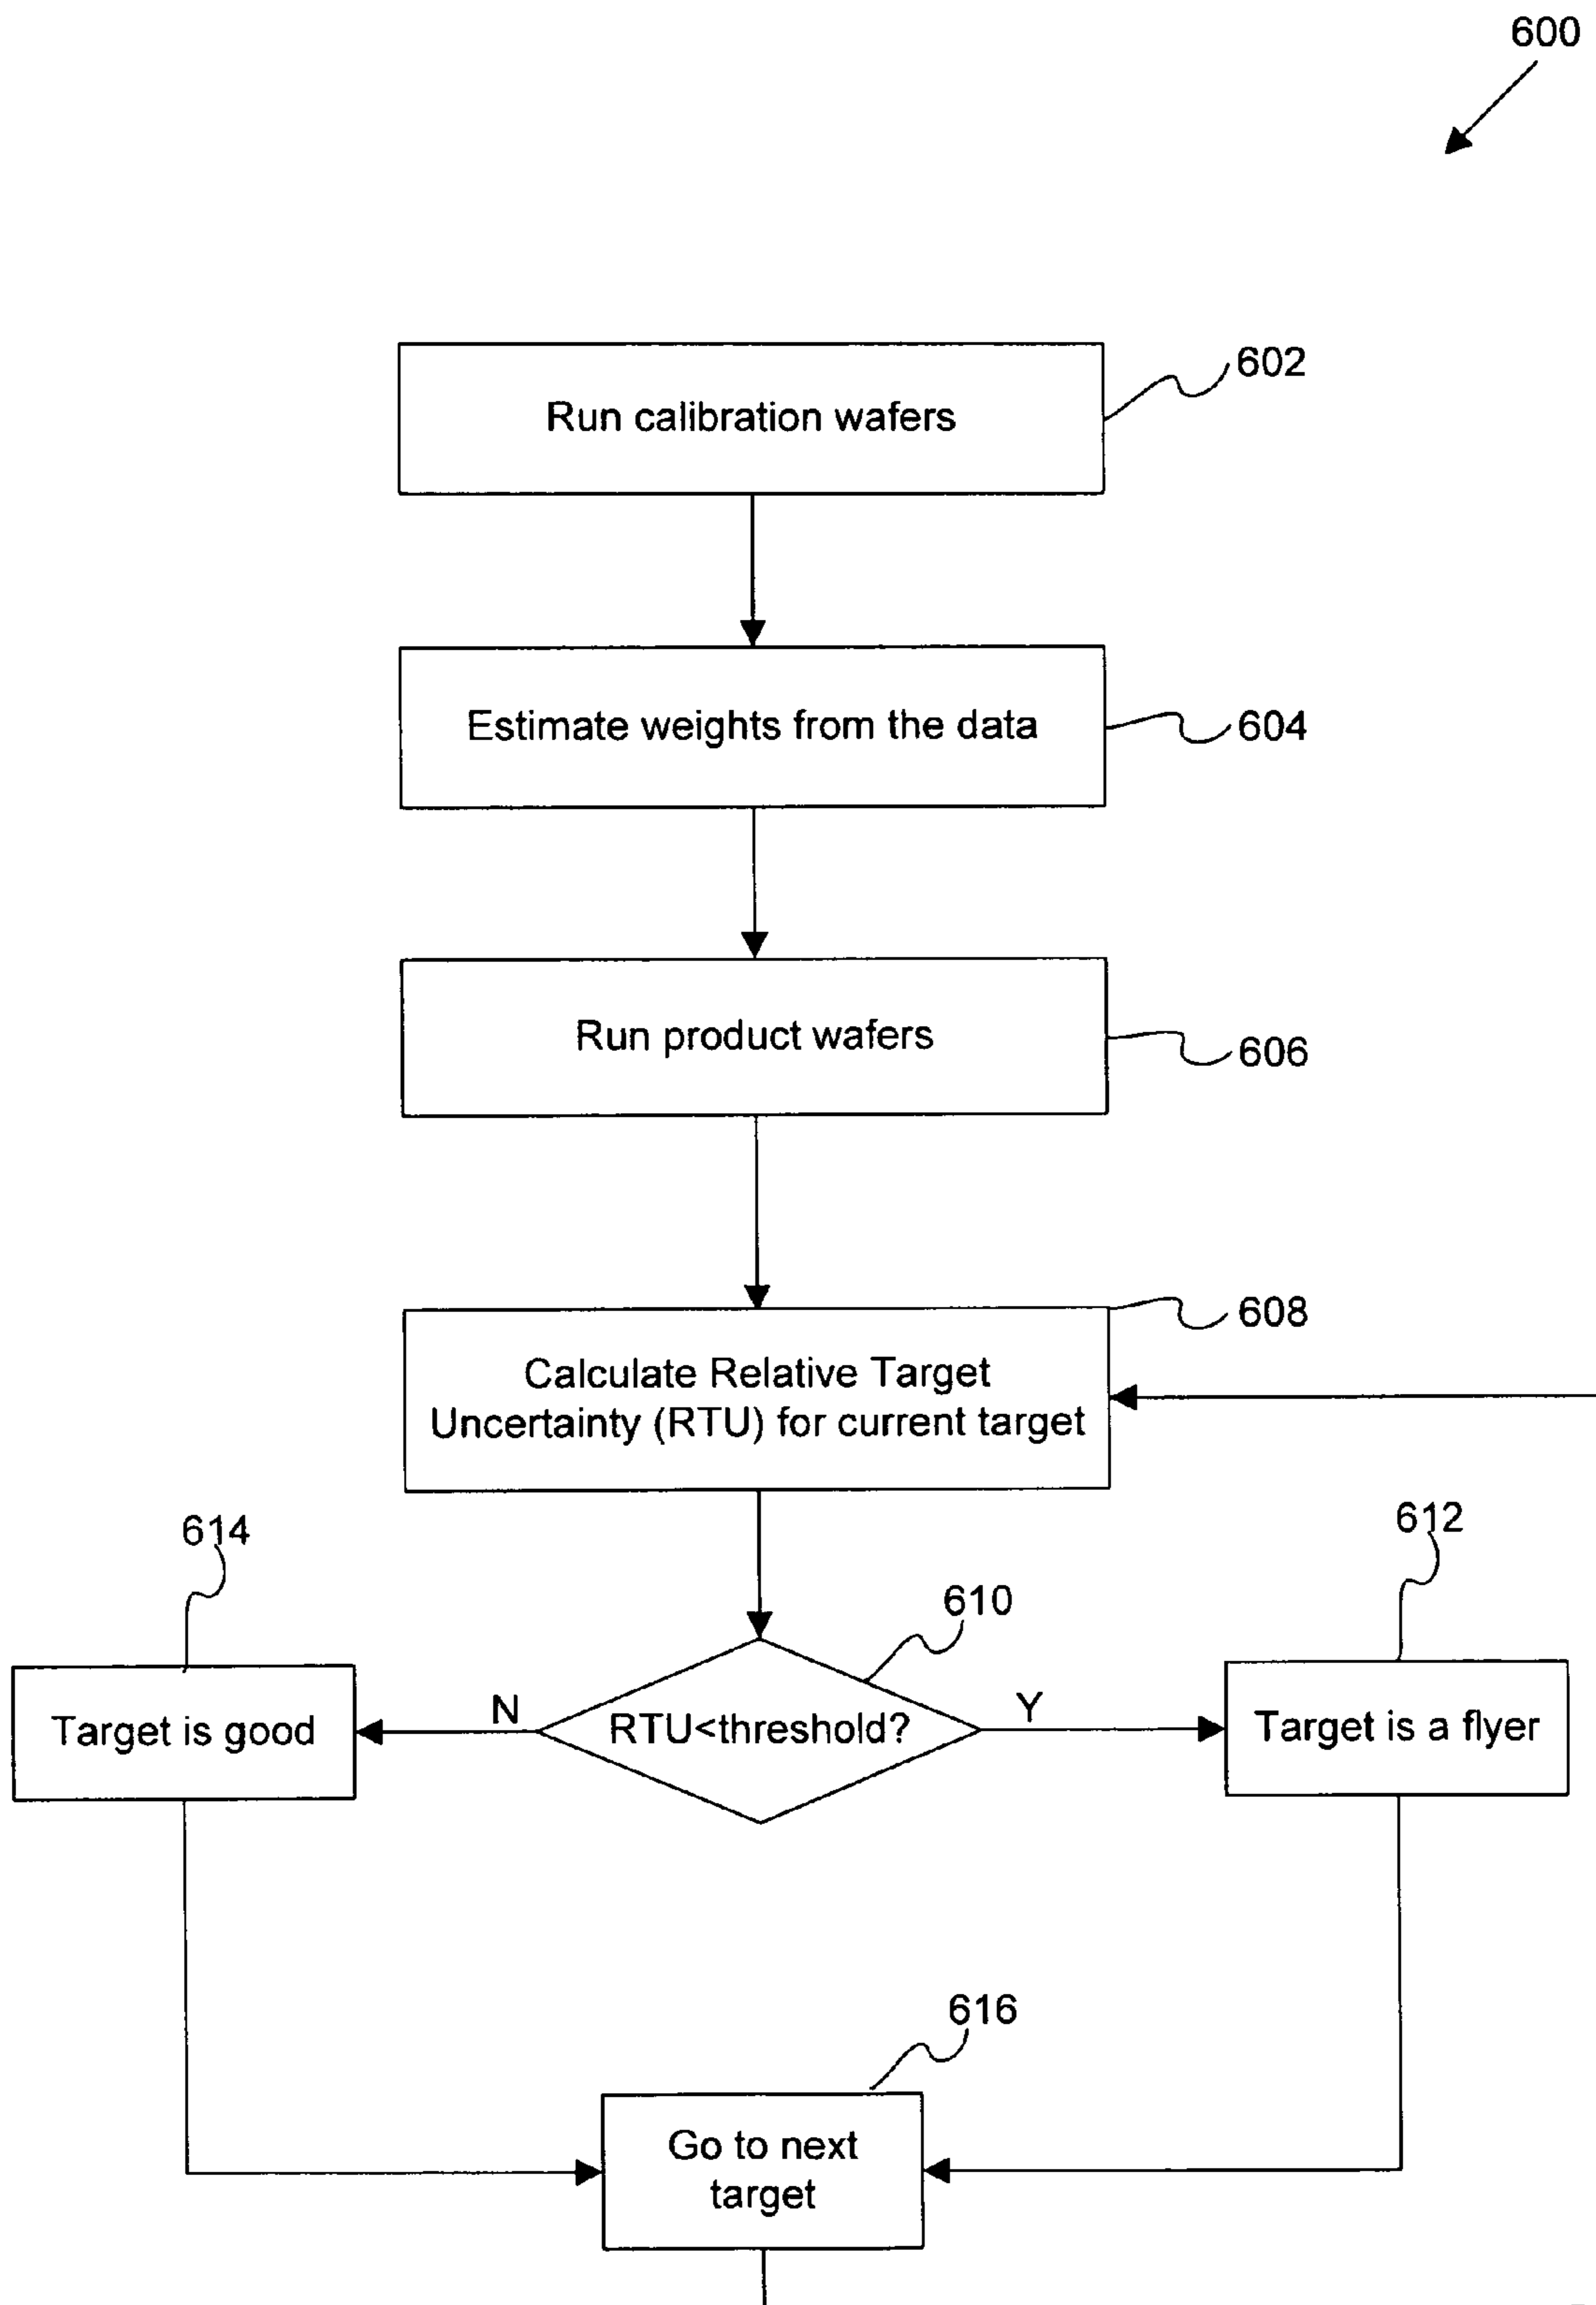 600
Run calibration wafers
602
Estimate weights from the data
604
Run product wafers
606
608
Calculate Relative Target
Uncertainty (RTU) for current target
614
612
610
Target is good
N
RTU<threshold?
Y
Target is a flyer
616
Go to next
target